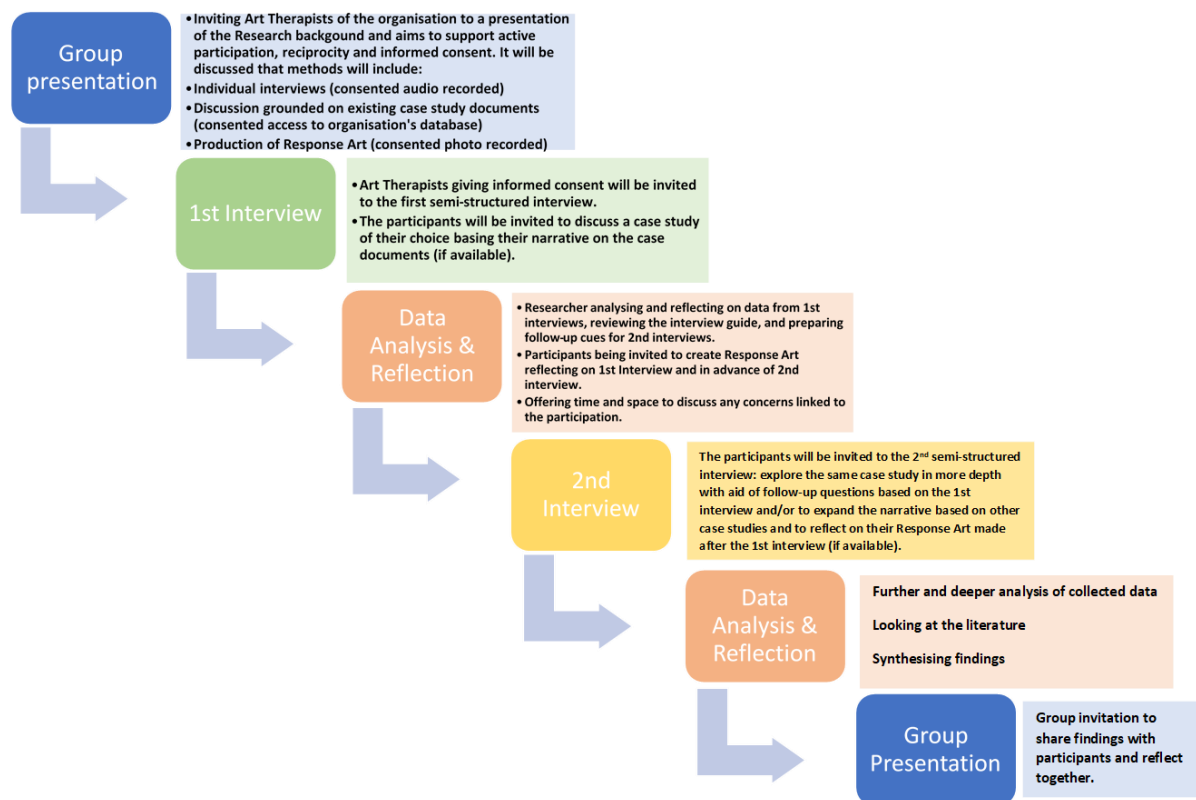 Group
presentation
•Inviting Art Therapists of the organisation to a presentation
of the Research backgound and aims to support active
participation, reciprocity and informed consent. It will be
discussed that methods will include:
•Individual interviews (consented audio recorded)
•Discussion grounded on existing case study documents
(consented access to organisation's database)
•Production of Response Art (consented photo recorded)
1st Interview
•Art Therapists giving informed consent will be invited
to the first semi-structured interview.
•The participants will be invited to discuss a case study
of their choice basing their narrative on the case
documents (if available).
Data
Analysis &
Reflection
•Researcher analysing and reflecting on data from 1st
interviews, reviewing the interview guide, and preparing
follow-up cues for 2nd interviews.
•Participants being invited to create Response Art
reflecting on 1st Interview and in advance of 2nd
interview.
•Offering time and space to discuss any concerns linked to
the participation.
2nd
Interview
The participants will be invited to the 2nd semi-structured
interview: explore the same case study in more depth
with aid of follow-up questions based on the 1st
interview and/or to expand the narrative based on other
case studies and to reflect on their Response Art made
after the 1st interview (if available).
Data
Analysis &
Reflection
Further and deeper analysis of collected data
Looking at the literature
Synthesising findings
Group
Presentation
Group invitation to
share findings with
participants and reflect
together.